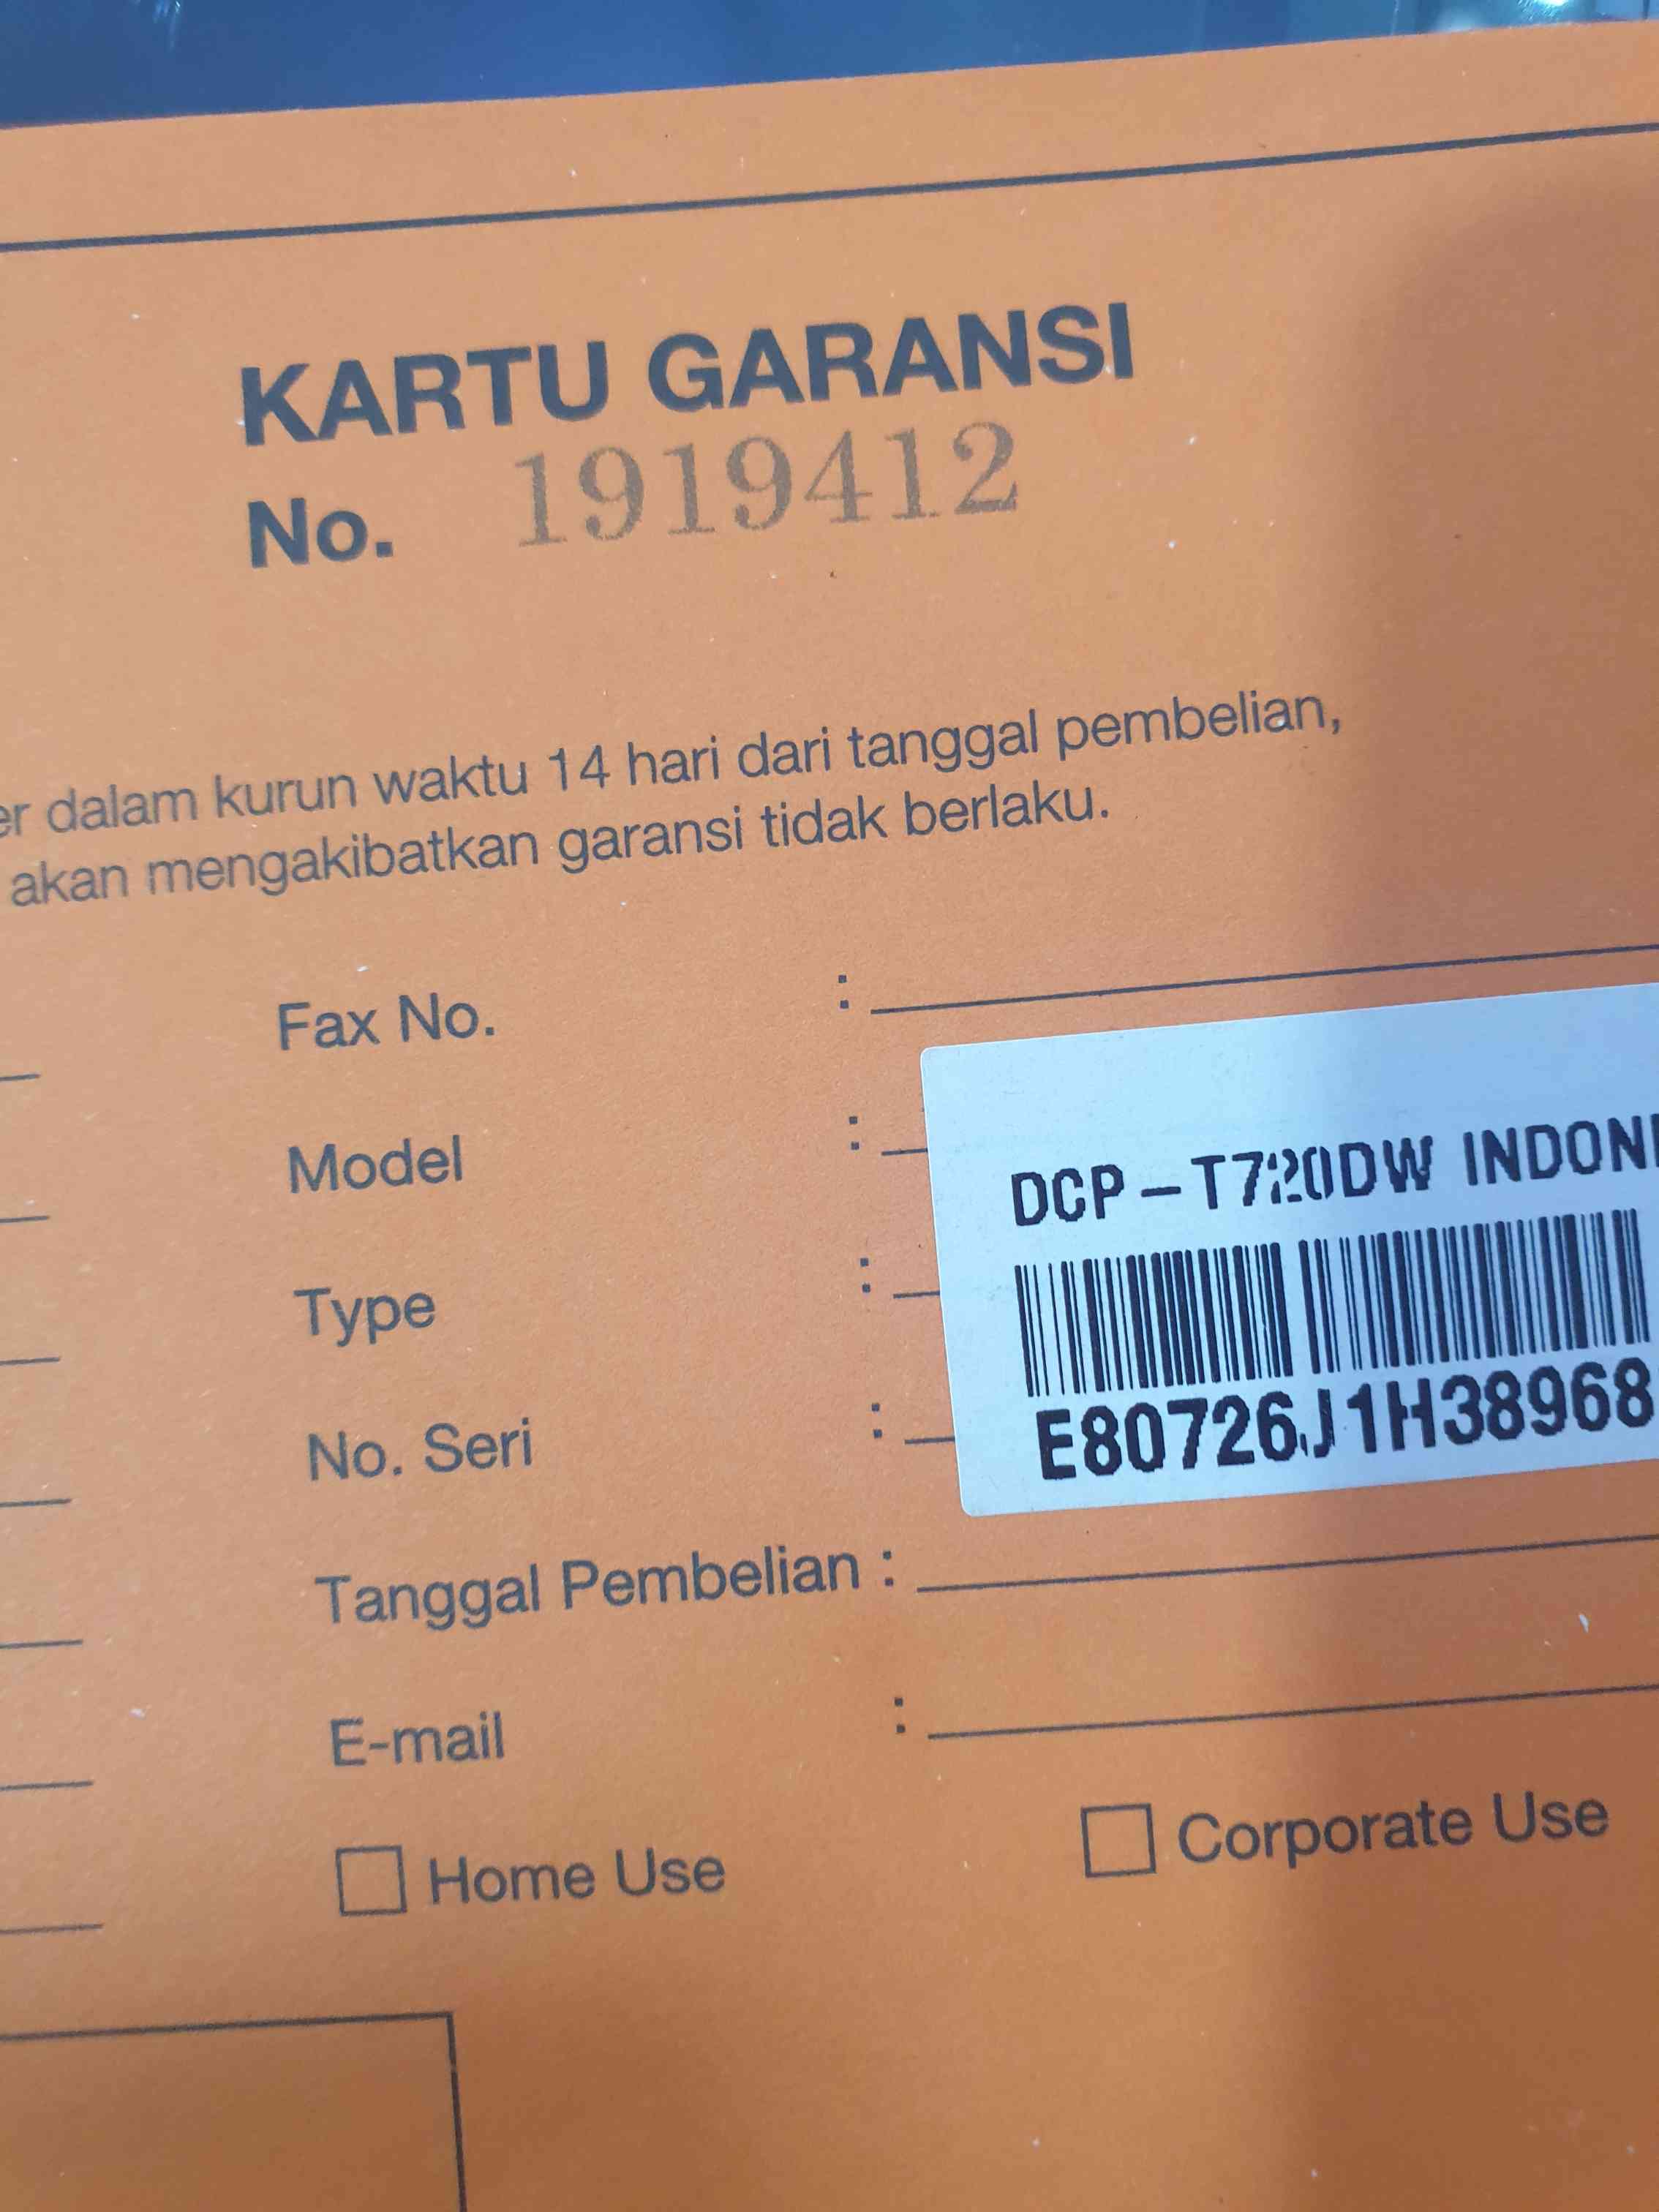 KARTU GARANSI
No. 1919412
dalam kurun waktu 14 hari dari tanggal pembelian,
akan mengakibatkan garansi tidak berlaku.
Fax No. :
Model :
DCP-T720DW
Type :
No. Seri :
E80726J1H38968
Tanggal Pembelian :
E-mail :
Home Use
Corporate Use